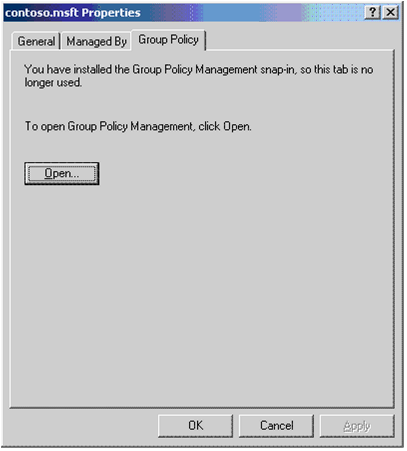 contoso.msft Properties
General Managed By Group Policy
You have installed the Group Policy Management snap-in, so this tab is no
longer used.
To open Group Policy Management, click Open.
Open...
OK Cancel Apply